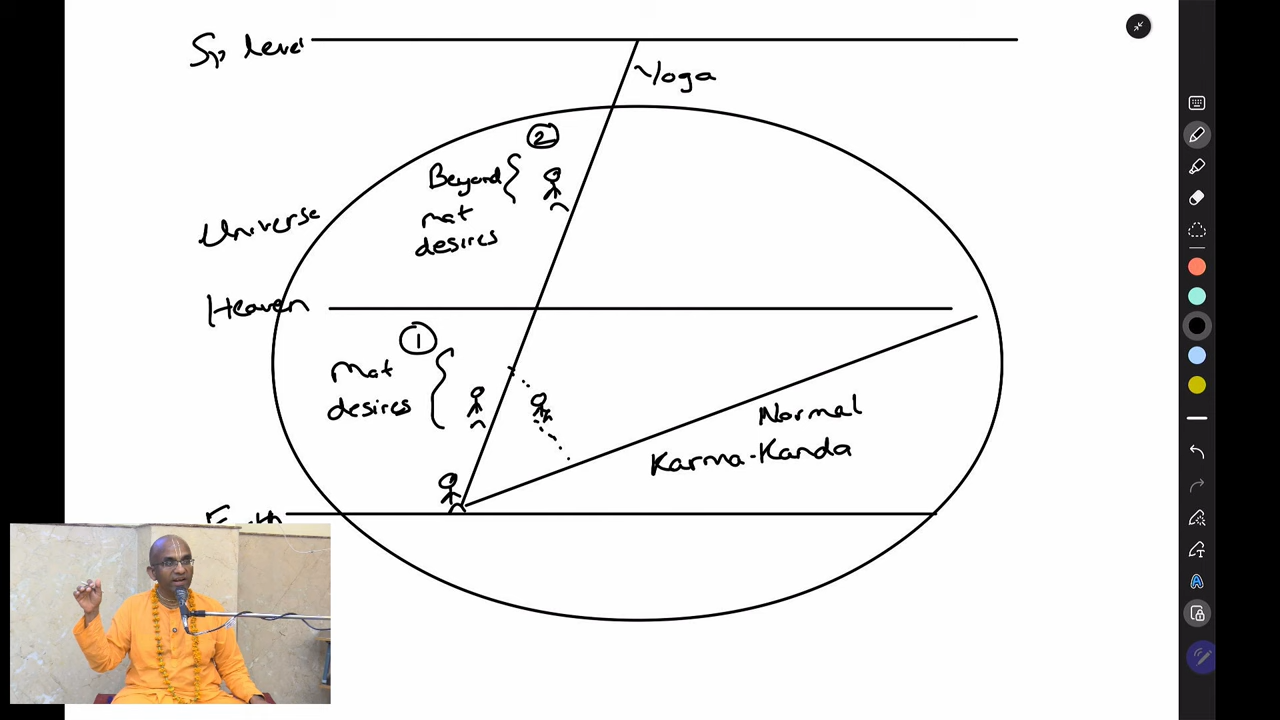 Sp level
Yoga
2
Beyond
mat
desires
Universe
Heaven
1
mat
desires
Normal
Karma-Kanda